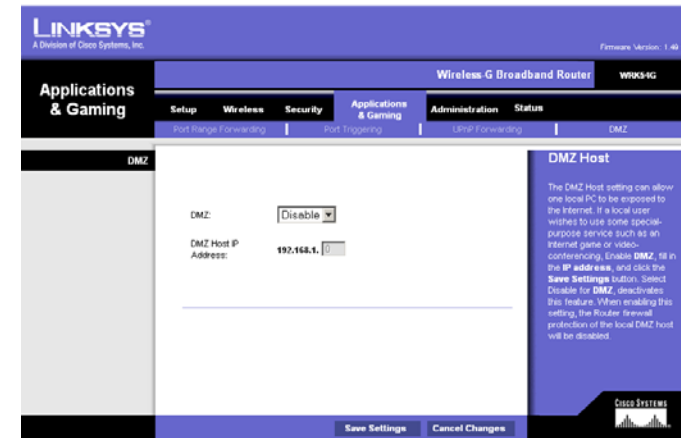 LINKSYS®
A Division of Cisco Systems, Inc.
Firmware Version: 1.49
Applications
& Gaming
Wireless-G Broadband Router
WRK54G
Setup Wireless Security Applications & Gaming Administration Status
Port Range Forwarding Port Triggering UPnP Forwarding DMZ
DMZ
DMZ:
Disable
DMZ Host IP
Address:
192.168.1. 0
DMZ Host
The DMZ Host setting can allow
one local PC to be exposed to
the Internet. If a local user
wishes to use some special-
purpose service such as an
Internet game or video-
conferencing, Enable DMZ, fill in
the IP address, and click the
Save Settings button. Select
Disable for DMZ, deactivates
this feature. When enabling this
setting, the Router firewall
protection of the local DMZ host
will be disabled.
CISCO SYSTEMS
Save Settings Cancel Changes